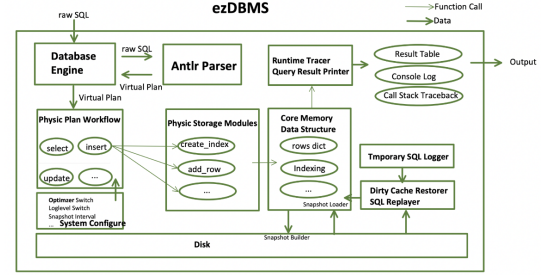 ezDBMS
Function Call
Data
raw SQL
Database
Engine
raw SQL
Virtual Plan
Antlr Parser
Runtime Tracer
Query Result Printer
Result Table
Console Log
Call Stack Traceback
Output
Virtual Plan
Physic Plan Workflow
select
insert
update
...
Physic Storage Modules
create_index
add_row
...
Core Memory
Data Structure
rows dict
Indexing
...
Snapshot Loader
Tmporary SQL Logger
Dirty Cache Restorer
SQL Replayer
Optimzer Switch
Loglevel Switch
Snapshot Interval
... System Configure
Snapshot Builder
Disk